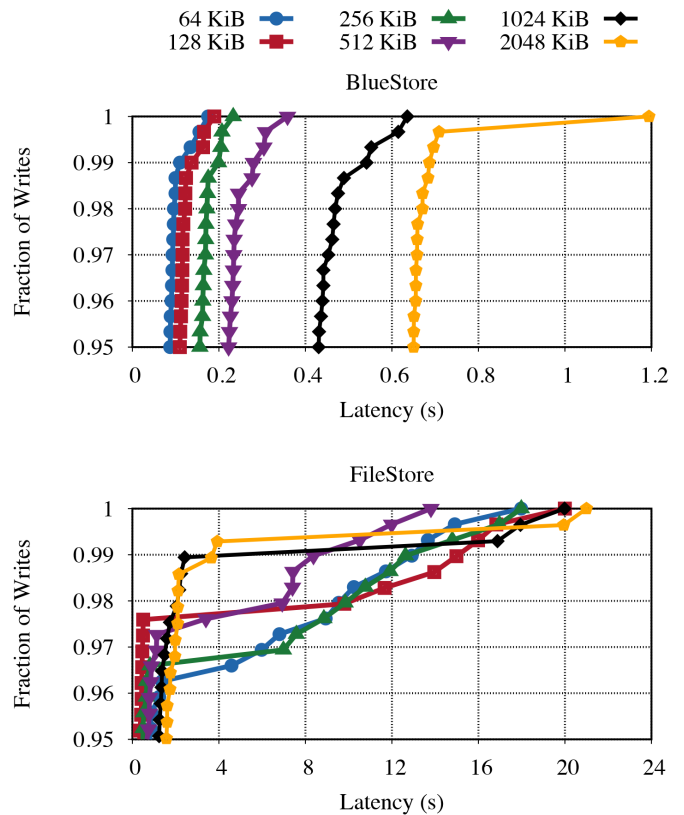 64 KiB 256 KiB 1024 KiB
128 KiB 512 KiB 2048 KiB
BlueStore
1
0.99
0.98
0.97
0.96
0.95
Fraction of Writes
0 0.2 0.4 0.6 0.8 1 1.2
Latency (s)
FileStore
1
0.99
0.98
0.97
0.96
0.95
Fraction of Writes
0 4 8 12 16 20 24
Latency (s)